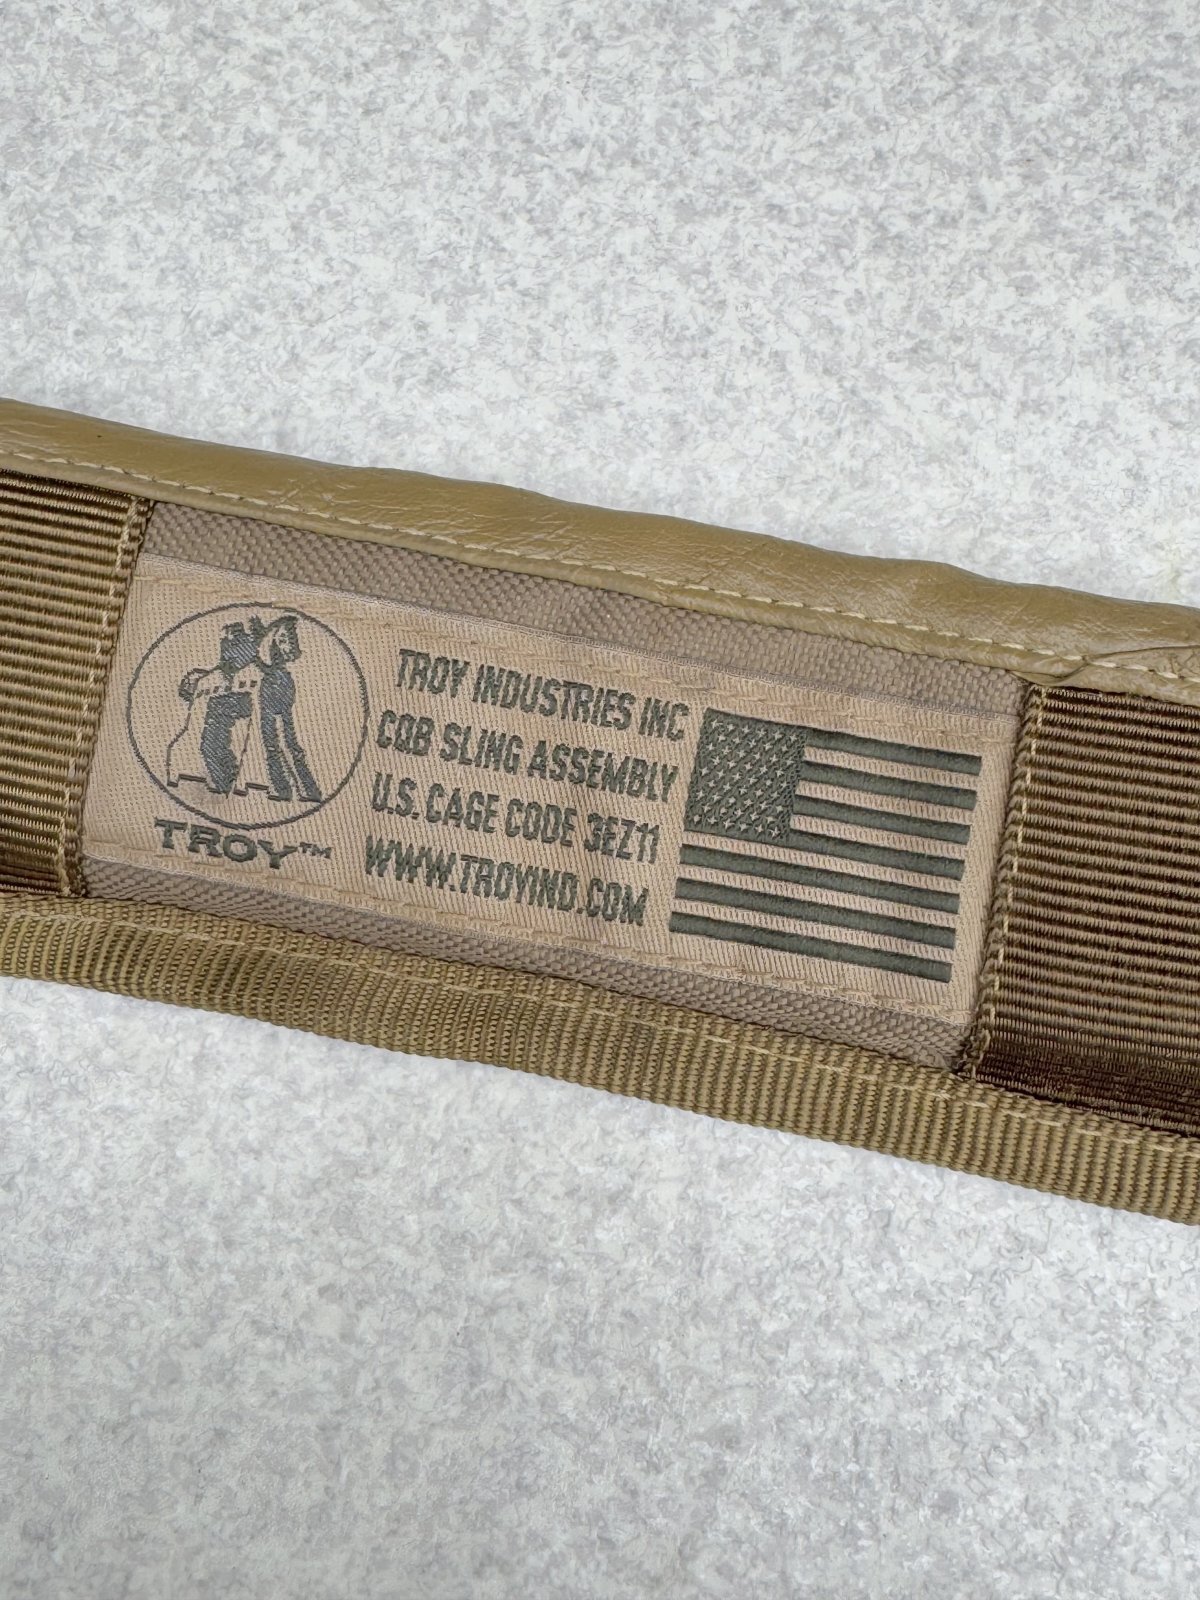 TROY™
TROY INDUSTRIES INC
CQB SLING ASSEMBLY
U.S. CAGE CODE 3EZ11
WWW.TROYIND.COM